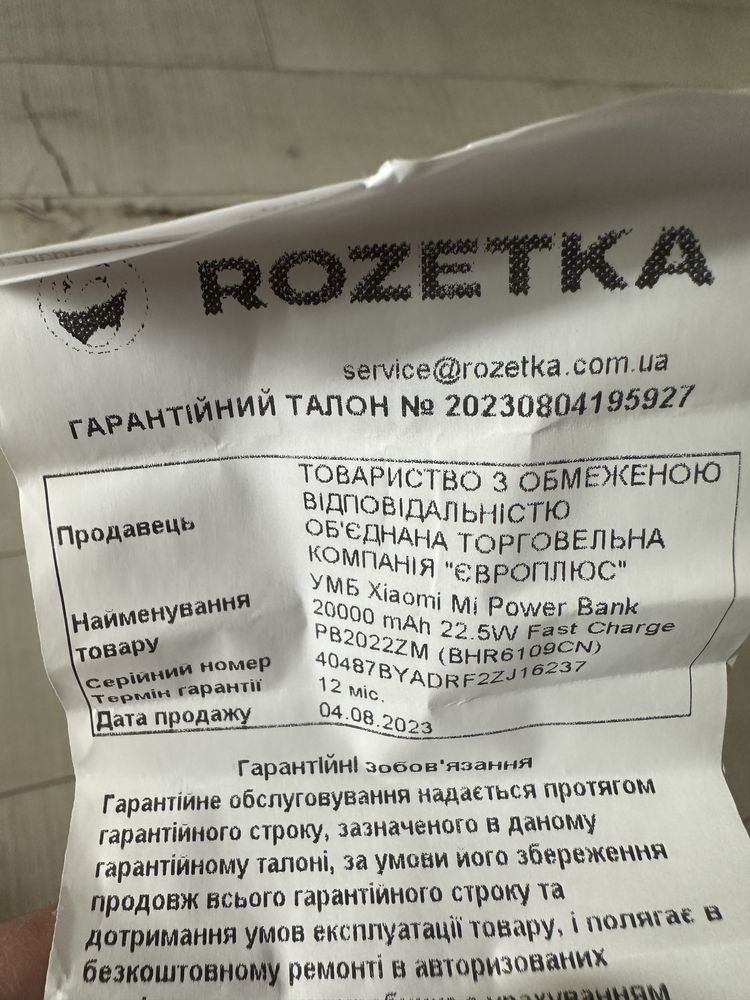 ROZETKA
service@rozetka.com.ua
ГАРАНТІЙНИЙ ТАЛОН № 20230804195927
Продавець
ТОВАРИСТВО З ОБМЕЖЕНОЮ
ВІДПОВІДАЛЬНІСТЮ
ОБ'ЄДНАНА ТОРГОВЕЛЬНА
КОМПАНІЯ "ЄВРОПЛЮС"
Найменування
товару
УМБ Xiaomi Mi Power Bank
20000 mAh 22.5W Fast Charge
PB2022ZM (BHR6109CN)
Серійний номер
40487BYADRF2ZJ16237
Термін гарантії
12 міс.
Дата продажу
04.08.2023
Гарантійні зобов'язання
Гарантійне обслуговування надається протягом
гарантійного строку, зазначеного в даному
гарантійному талоні, за умови його збереження
продовж всього гарантійного строку та
дотримання умов експлуатації товару, і полягає в
безкоштовному ремонті в авторизованих